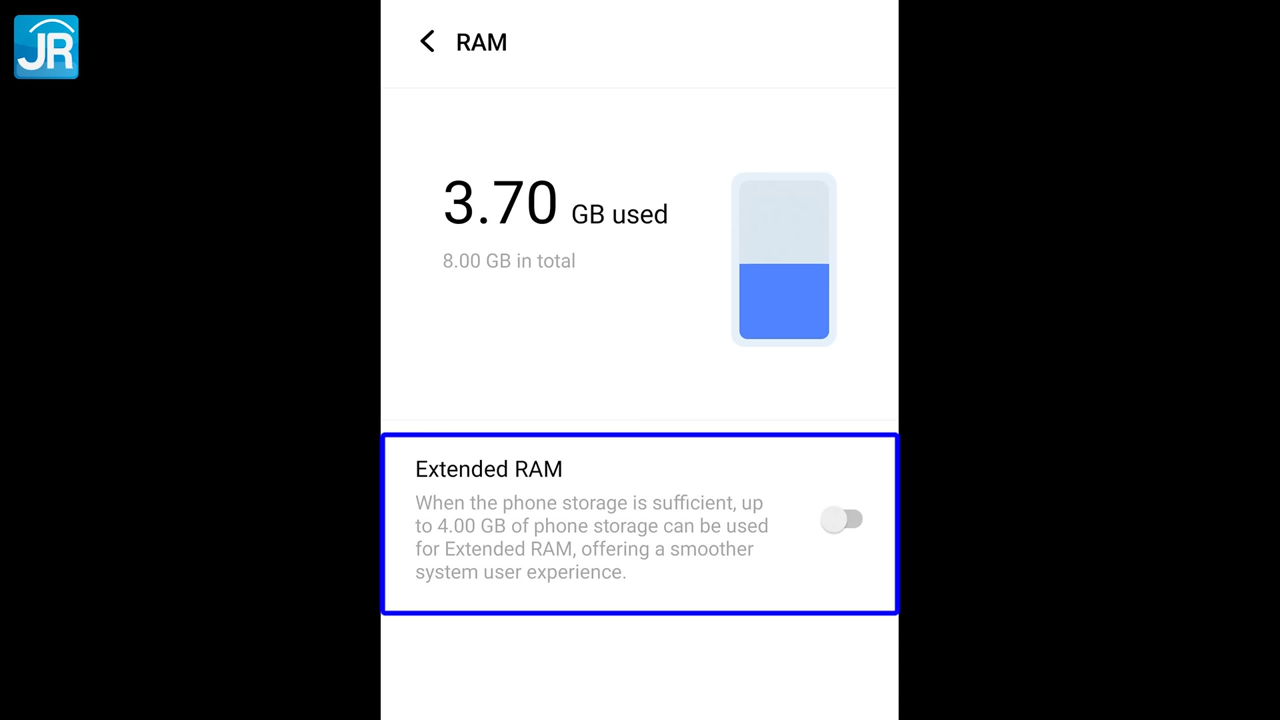 JR
RAM
3.70 GB used
8.00 GB in total
Extended RAM
When the phone storage is sufficient, up
to 4.00 GB of phone storage can be used
for Extended RAM, offering a smoother
system user experience.